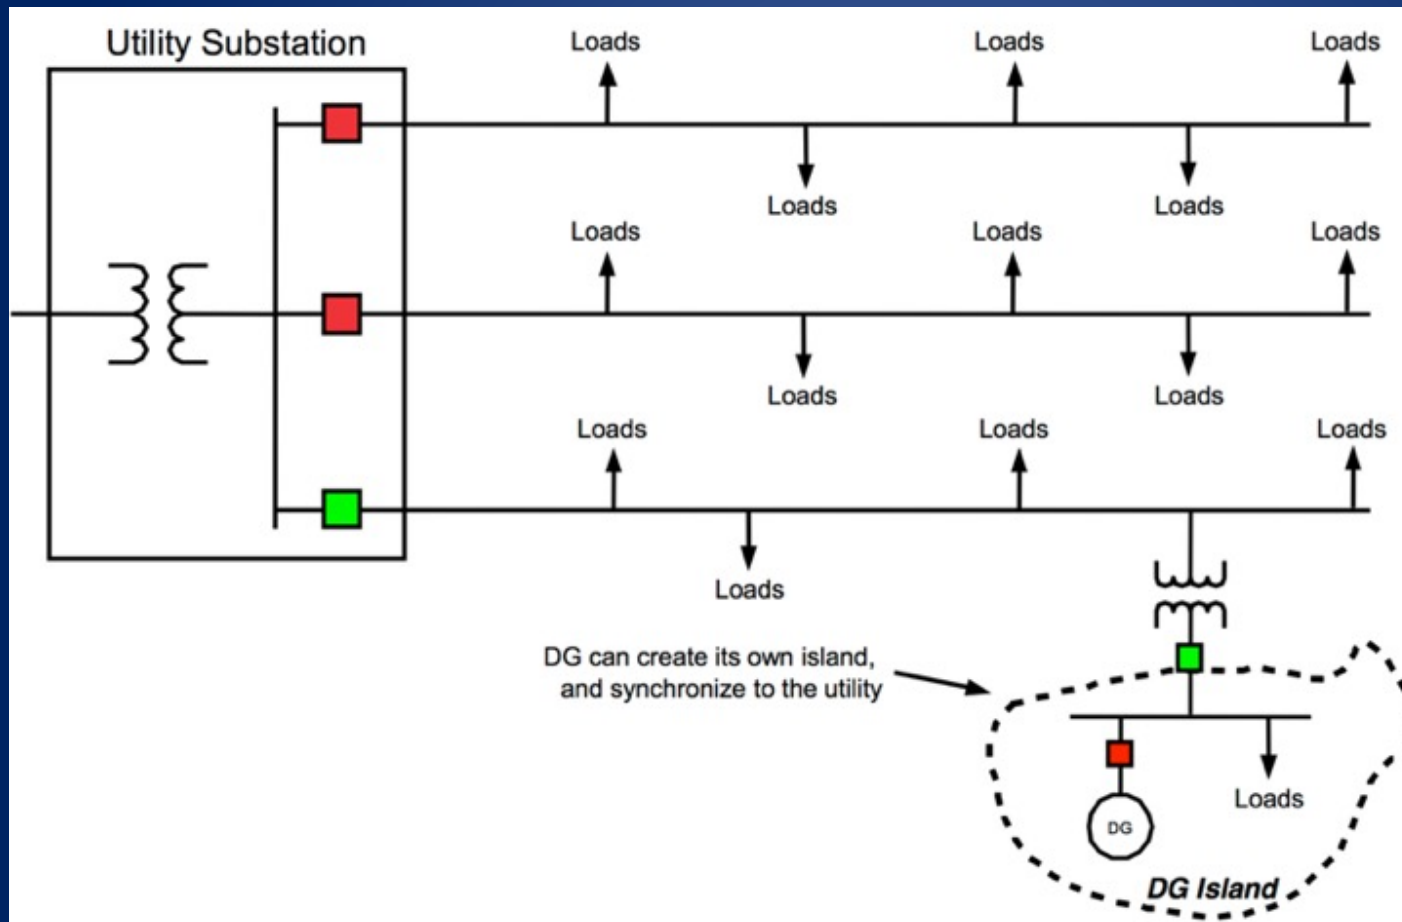 Utility Substation
Loads
Loads
Loads
Loads
Loads
Loads
Loads
Loads
Loads
Loads
Loads
Loads
Loads
Loads
DG can create its own island,
and synchronize to the utility
Loads
DG
DG Island